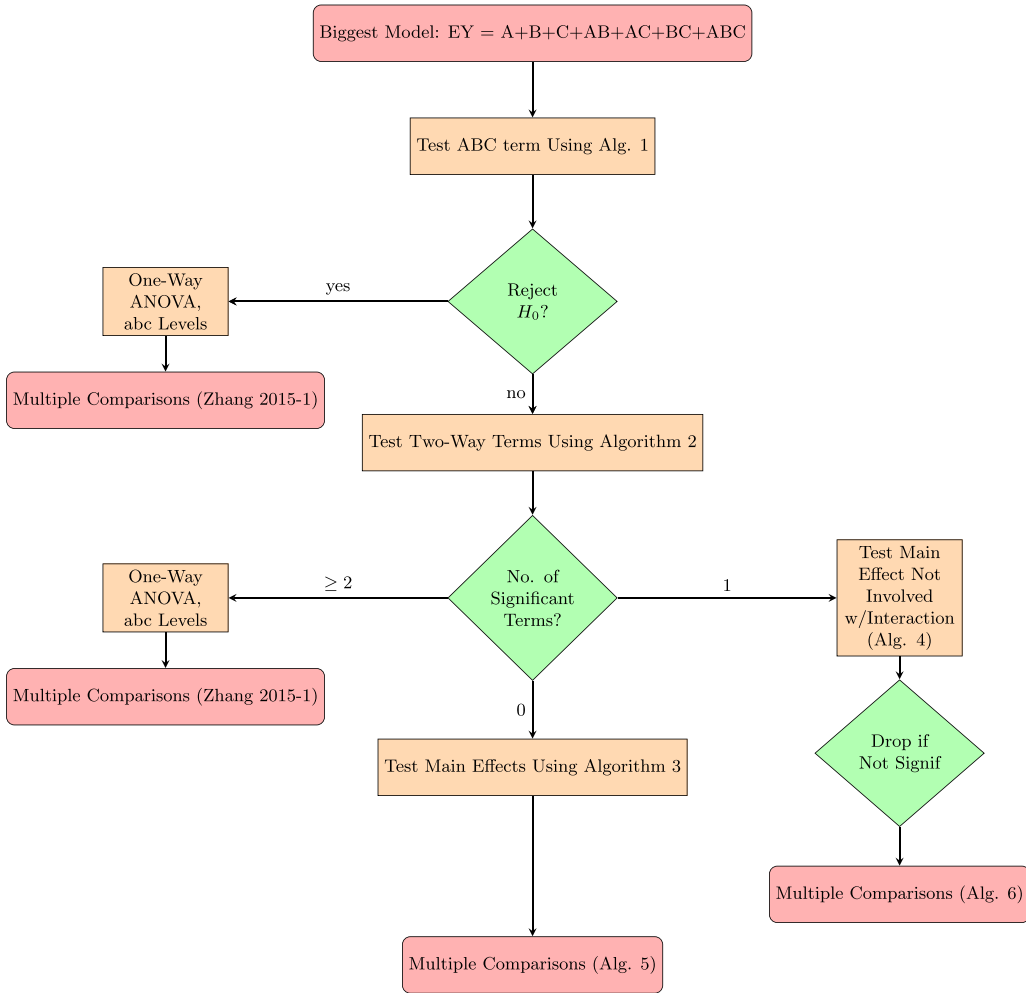 Biggest Model: EY = A+B+C+AB+AC+BC+ABC
Test ABC term Using Alg. 1
Reject
H₀?
yes
One-Way
ANOVA,
abc Levels
Multiple Comparisons (Zhang 2015-1)
no
Test Two-Way Terms Using Algorithm 2
No. of
Significant
Terms?
≥ 2
One-Way
ANOVA,
abc Levels
Multiple Comparisons (Zhang 2015-1)
1
Test Main
Effect Not
Involved
w/Interaction
(Alg. 4)
Drop if
Not Signif
Multiple Comparisons (Alg. 6)
0
Test Main Effects Using Algorithm 3
Multiple Comparisons (Alg. 5)